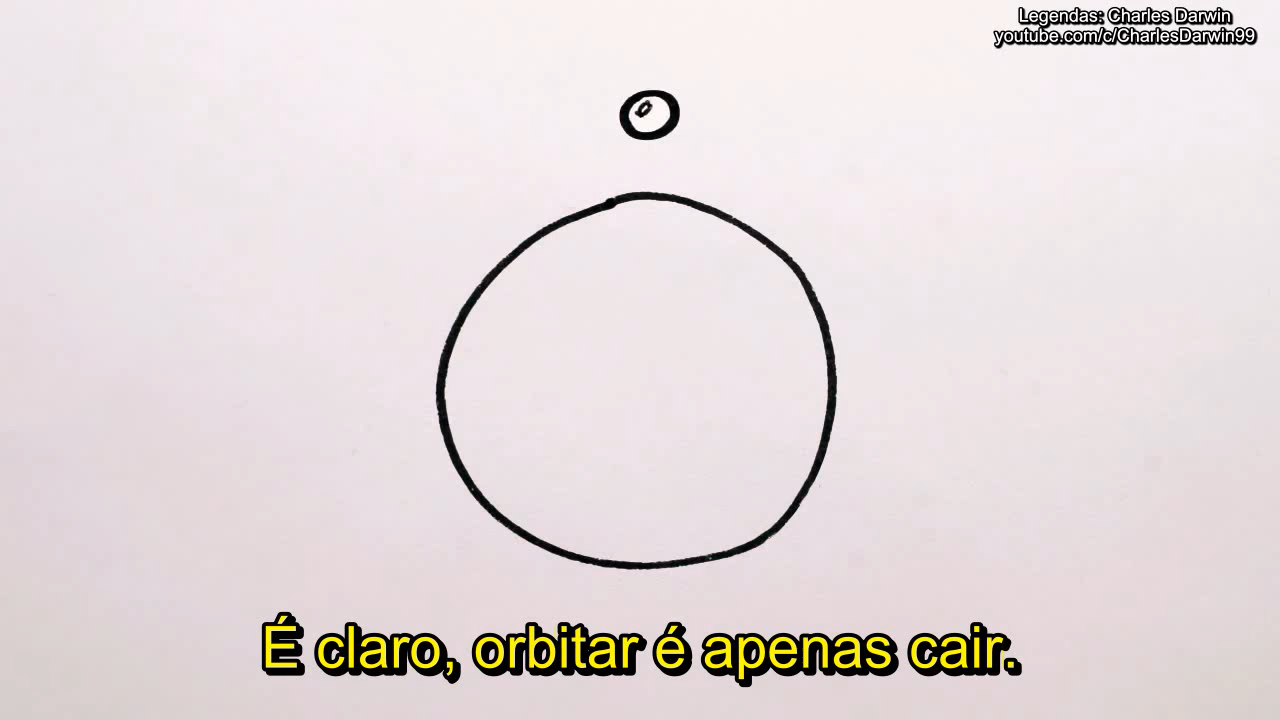 Legendas: Charles Darwin
youtube.com/c/CharlesDarwin99
É claro, orbitar é apenas cair.